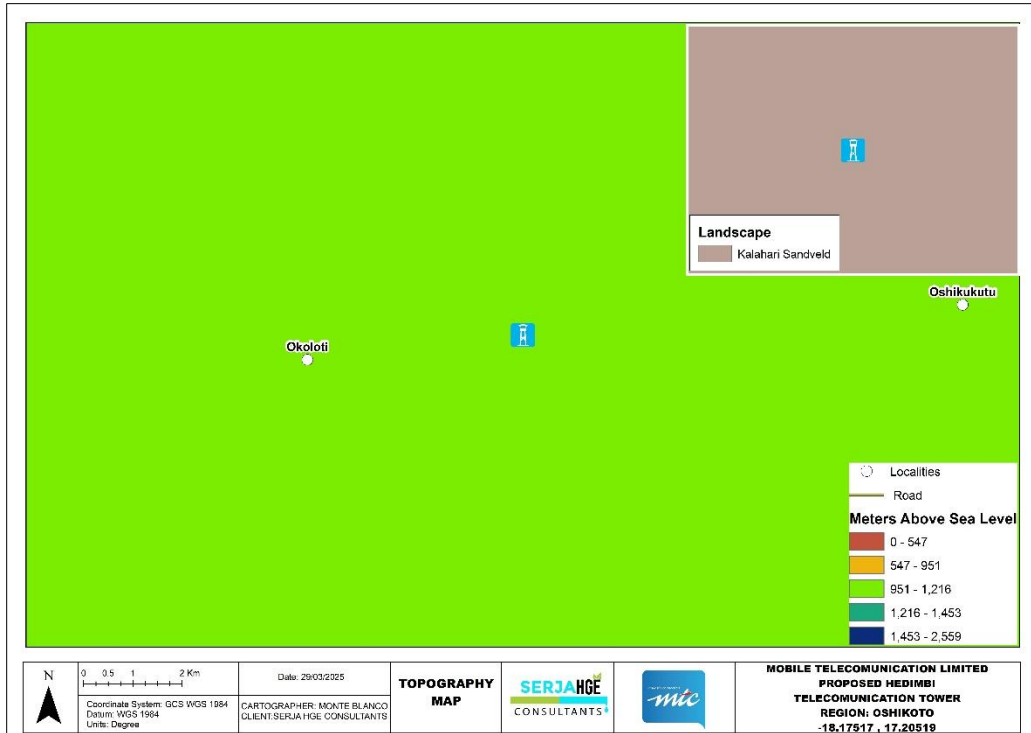 Landscape
Kalahari Sandveld
Oshikukutu
Okoloti
Localities
Road
Meters Above Sea Level
0 - 547
547 - 951
951 - 1,216
1,216 - 1,453
1,453 - 2,559
N
0 0.5 1 2 Km
Coordinate System: GCS WGS 1984
Datum: WGS 1984
Units: Degree
Date: 29/03/2025
CARTOGRAPHER: MONTE BLANCO
CLIENT:SERJA HGE CONSULTANTS
TOPOGRAPHY
MAP
SERJAHGE
CONSULTANTS
mtc
MOBILE TELECOMUNICATION LIMITED
PROPOSED HEDIMBI
TELECOMUNICATION TOWER
REGION: OSHIKOTO
-18.17517 , 17.20519